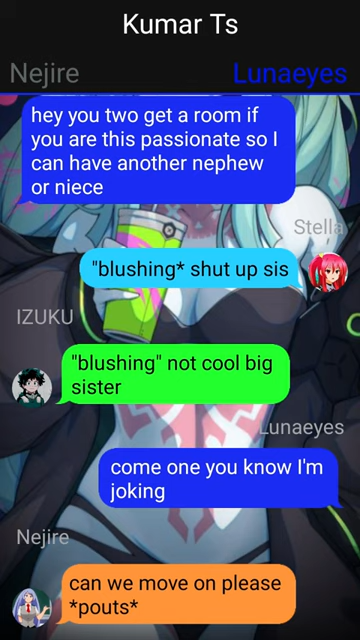 Kumar Ts
Nejire
Lunaeyes
hey you two get a room if
you are this passionate so I
can have another nephew
or niece
Stella
"blushing* shut up sis
IZUKU
"blushing" not cool big
sister
Lunaeyes
come one you know I'm
joking
Nejire
can we move on please
*pouts*